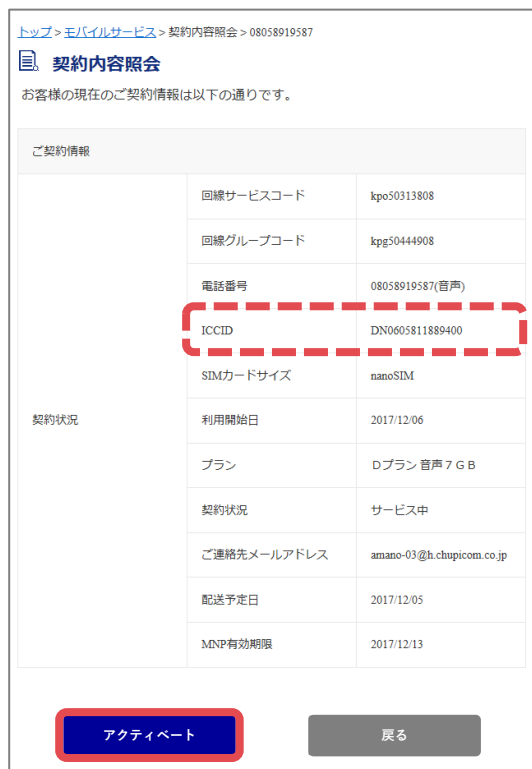 トップ > モバイルサービス > 契約内容照会 > 08058919587
契約内容照会
お客様の現在のご契約情報は以下の通りです。
ご契約情報
契約状況
回線サービスコード kpo50313808
回線グループコード kpg50444908
電話番号 08058919587(音声)
ICCID DN0605811889400
SIMカードサイズ nanoSIM
利用開始日 2017/12/06
プラン Dプラン 音声7GB
契約状況 サービス中
ご連絡先メールアドレス amano-03@h.chupicom.co.jp
配送予定日 2017/12/05
MNP有効期限 2017/12/13
アクティベート 戻る